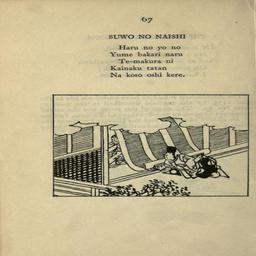 67
SUWO NO NAISHI
Haru no yo no
Yume bakari naru
Te-makura ni
Kainaku tatan
Na koso oshi kere.